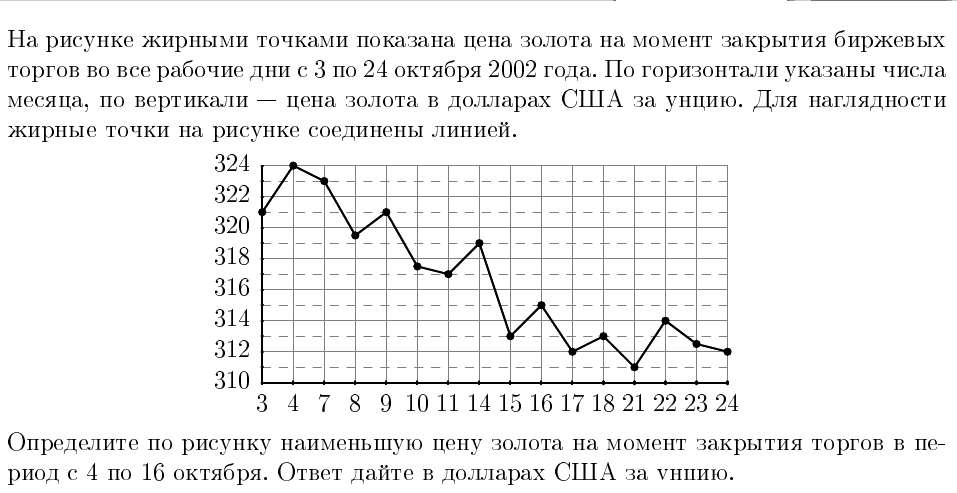 На рисунке жирными точками показана цена золота на момент закрытия биржевых
торгов во все рабочие дни с 3 по 24 октября 2002 года. По горизонтали указаны числа
месяца, по вертикали — цена золота в долларах США за унцию. Для наглядности
жирные точки на рисунке соединены линией.
324
322
320
318
316
314
312
310
3 4 7 8 9 10 11 14 15 16 17 18 21 22 23 24
Определите по рисунку наименьшую цену золота на момент закрытия торгов в пе-
риод с 4 по 16 октября. Ответ дайте в долларах США за унцию.